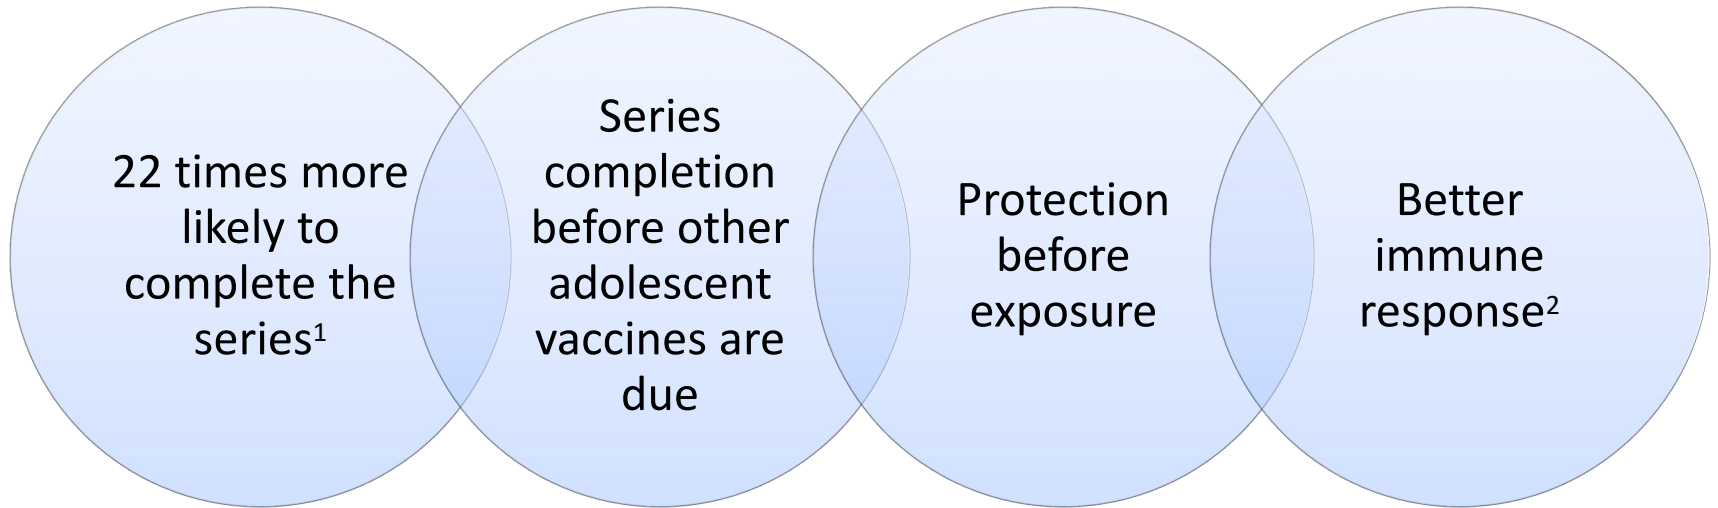 22 times more
likely to
complete the
series¹
Series
completion
before other
adolescent
vaccines are
due
Protection
before
exposure
Better
immune
response²